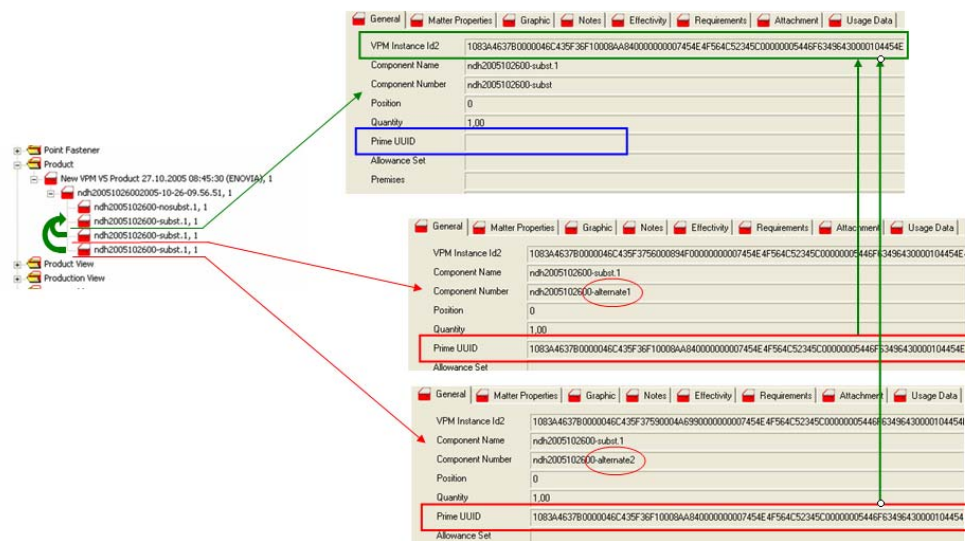 General Matter Properties Graphic Notes Effectivity Requirements Attachment Usage Data
VPM Instance Id2 1083A4637B0000046C435F36F10008AA840000000007454E4F564C52345C00000005446F63496430000104454E
Component Name ndh2005102600-subst.1
Component Number ndh2005102600-subst
Position 0
Quantity 1,00
Prime UUID
Allowance Set
Premises
Point Fastener
Product
New VPM VS Product 27.10.2005 08:45:30 (ENOVIA), 1
ndh20051026002005-10-26-09.56.51, 1
ndh2005102600-nosubst.1, 1
ndh2005102600-subst.1, 1
ndh2005102600-subst.1, 1
ndh2005102600-subst.1, 1
Product View
Production View
General Matter Properties Graphic Notes Effectivity Requirements Attachment Usage Data
VPM Instance Id2
Component Name ndh2005102600-subst.1
Component Number ndh2005102600-alternate1
Position 0
Quantity 1,00
Prime UUID 1083A4637B0000046C435F36F10008AA840000000007454E4F564C52345C00000005446F63496430000104454E
Allowance Set
General Matter Properties Graphic Notes Effectivity Requirements Attachment Usage Data
VPM Instance Id2
Component Name ndh2005102600-subst.1
Component Number ndh2005102600-alternate2
Position 0
Quantity 1,00
Prime UUID 1083A4637B0000046C435F36F10008AA840000000007454E4F564C52345C00000005446F63496430000104454
Allowance Set